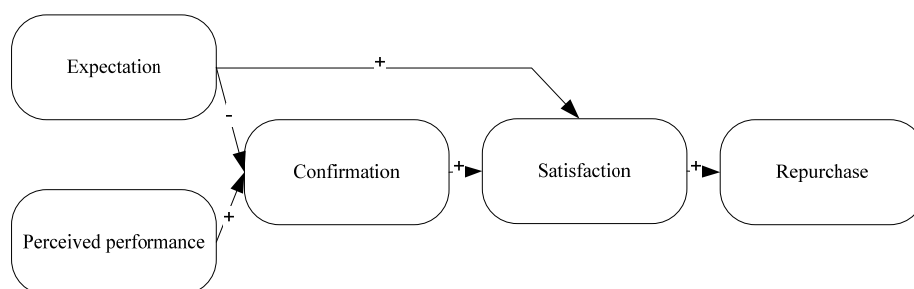 Expectation
+
-
Confirmation
+
Satisfaction
+
Repurchase
+
Perceived performance